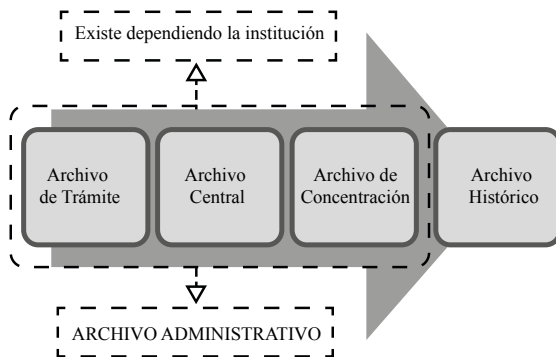 Existe dependiendo la institución
Archivo
de Trámite
Archivo
Central
Archivo de
Concentración
Archivo
Histórico
ARCHIVO ADMINISTRATIVO